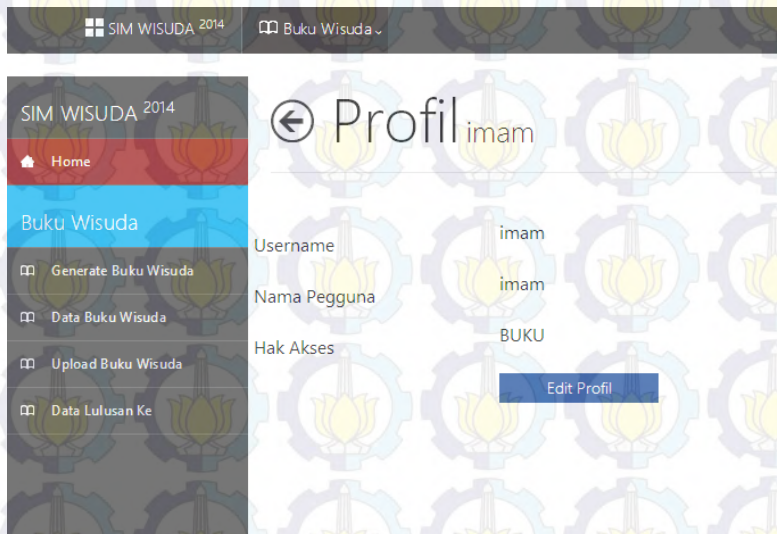 SIM WISUDA 2014 Buku Wisuda
SIM WISUDA 2014
Home
Buku Wisuda
Generate Buku Wisuda
Data Buku Wisuda
Upload Buku Wisuda
Data Lulusan Ke
Profil imam
Username imam
Nama Pegguna imam
Hak Akses BUKU
Edit Profil